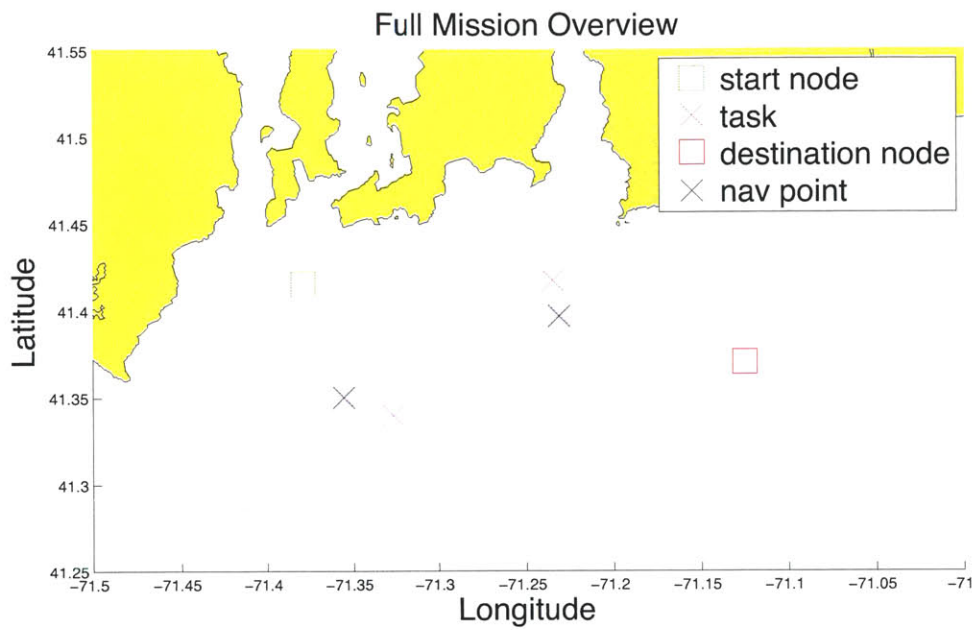 Full Mission Overview
41.55
41.5
41.45
41.4
41.35
41.3
41.25
Latitude
start node
task
destination node
nav point
−71.5 −71.45 −71.4 −71.35 −71.3 −71.25 −71.2 −71.15 −71.1 −71.05 −71
Longitude